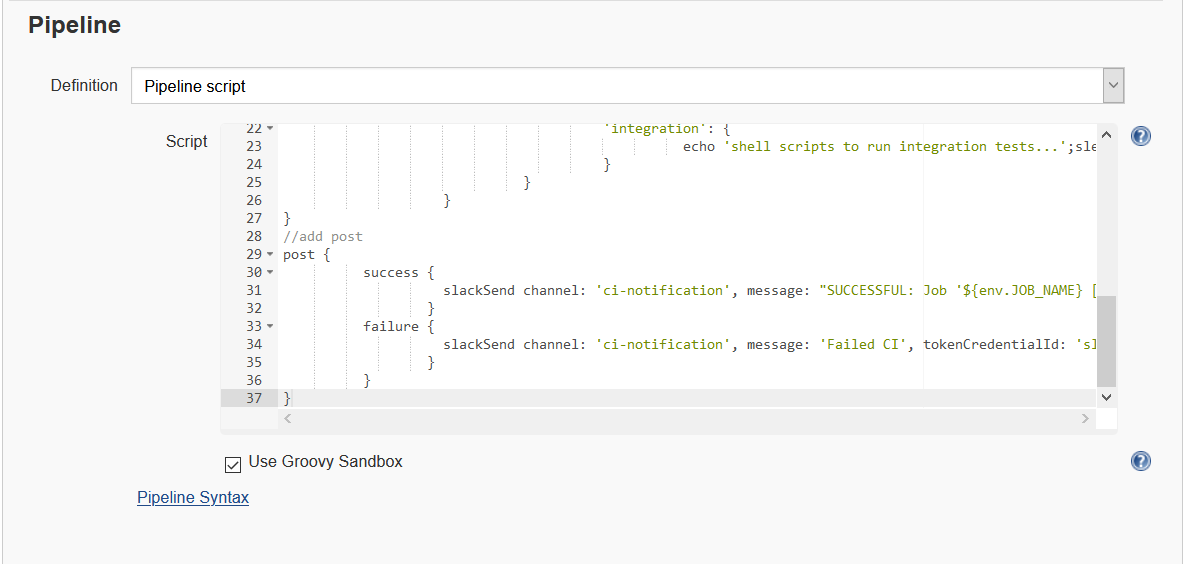 Pipeline
Definition
Pipeline script
Script
22 'integration': {
23 echo 'shell scripts to run integration tests...';sle
24 }
25 }
26 }
27 }
28 //add post
29 post {
30 success {
31 slackSend channel: 'ci-notification', message: "SUCCESSFUL: Job '${env.JOB_NAME} [
32 }
33 failure {
34 slackSend channel: 'ci-notification', message: 'Failed CI', tokenCredentialId: 'sl
35 }
36 }
37 }
Use Groovy Sandbox
Pipeline Syntax